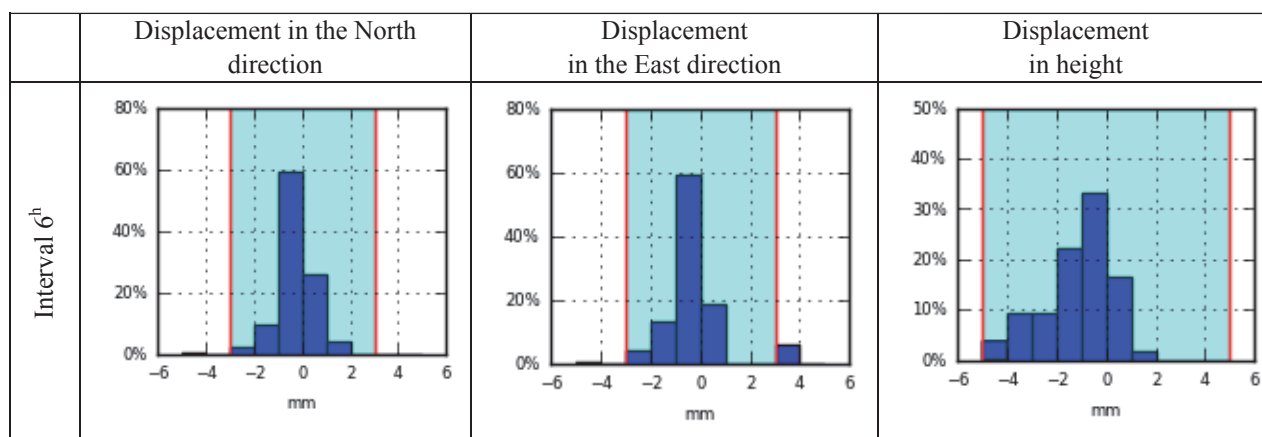 Displacement in the North
direction
Displacement
in the East direction
Displacement
in height
Interval 6h
80%
60%
40%
20%
0%
−6 −4 −2 0 2 4 6
mm
80%
60%
40%
20%
0%
−6 −4 −2 0 2 4 6
mm
50%
40%
30%
20%
10%
0%
−6 −4 −2 0 2 4 6
mm